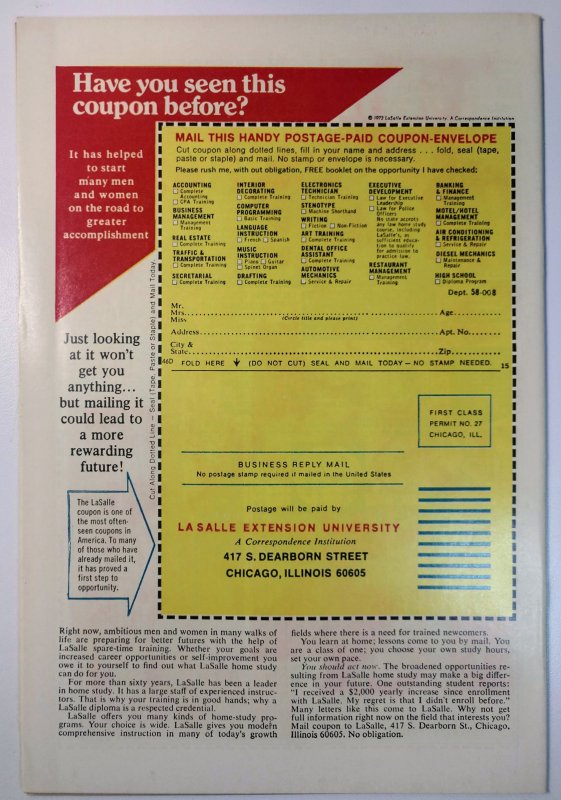 Have you seen this
coupon before?
© 1972 LaSalle Extension University. A Correspondence Institution
It has helped
to start
many men
and women
on the road to
greater
accomplishment
MAIL THIS HANDY POSTAGE-PAID COUPON-ENVELOPE
Cut coupon along dotted lines, fill in your name and address . . . fold, seal (tape,
paste or staple) and mail. No stamp or envelope is necessary.
Please rush me, with out obligation, FREE booklet on the opportunity I have checked:
ACCOUNTING
Complete
Accounting
CPA Training
BUSINESS
MANAGEMENT
Management
Training
REAL ESTATE
Complete Training
TRAFFIC &
TRANSPORTATION
Complete Training
SECRETARIAL
Complete Training
INTERIOR
DECORATING
Complete Training
COMPUTER
PROGRAMMING
Basic Training
LANGUAGE
INSTRUCTION
French Spanish
MUSIC
INSTRUCTION
Piano Guitar
Spinet Organ
DRAFTING
Complete Training
ELECTRONICS
TECHNICIAN
Technician Training
STENOTYPE
Machine Shorthand
WRITING
Fiction Non-Fiction
ART TRAINING
Complete Training
DENTAL OFFICE
ASSISTANT
Complete Training
AUTOMOTIVE
MECHANICS
Service & Repair
EXECUTIVE
DEVELOPMENT
Law for Executive
Leadership
Law for Police
Officers
No state accepts
any law home study
course, including
LaSalle's, as
sufficient educa-
tion to qualify
for admission to
practice law.
RESTAURANT
MANAGEMENT
Management
Training
BANKING
& FINANCE
Management
Training
MOTEL/HOTEL
MANAGEMENT
Complete Training
AIR CONDITIONING
& REFRIGERATION
Service & Repair
DIESEL MECHANICS
Maintenance &
Repair
HIGH SCHOOL
Diploma Program
Dept. 58-008
Mr.
Mrs.
Miss Age
(Circle title and please print)
Address Apt. No.
City &
State Zip
46D FOLD HERE (DO NOT CUT) SEAL AND MAIL TODAY – NO STAMP NEEDED. 15
Cut Along Dotted Line — Seal (Tape, Paste or Staple) and Mail Today.
Just looking
at it won't
get you
anything...
but mailing it
could lead to
a more
rewarding
future!
The LaSalle
coupon is one of
the most often-
seen coupons in
America. To many
of those who have
already mailed it,
it has proved a
first step to
opportunity.
FIRST CLASS
PERMIT NO. 27
CHICAGO, ILL.
BUSINESS REPLY MAIL
No postage stamp required if mailed in the United States
Postage will be paid by
LA SALLE EXTENSION UNIVERSITY
A Correspondence Institution
417 S. DEARBORN STREET
CHICAGO, ILLINOIS 60605
Right now, ambitious men and women in many walks of
life are preparing for better futures with the help of
LaSalle spare-time training. Whether your goals are
increased career opportunities or self-improvement you
owe it to yourself to find out what LaSalle home study
can do for you.
For more than sixty years, LaSalle has been a leader
in home study. It has a large staff of experienced instruc-
tors. That is why your training is in good hands; why a
LaSalle diploma is a respected credential.
LaSalle offers you many kinds of home-study pro-
grams. Your choice is wide. LaSalle gives you modern
comprehensive instruction in many of today's growth
fields where there is a need for trained newcomers.
You learn at home; lessons come to you by mail. You
are a class of one; you choose your own study hours,
set your own pace.
You should act now. The broadened opportunities re-
sulting from LaSalle home study may make a big differ-
ence in your future. One outstanding student reports:
"I received a $2,000 yearly increase since enrollment
with LaSalle. My regret is that I didn't enroll before."
Many letters like this come to LaSalle. Why not get
full information right now on the field that interests you?
Mail coupon to LaSalle, 417 S. Dearborn St., Chicago,
Illinois 60605. No obligation.